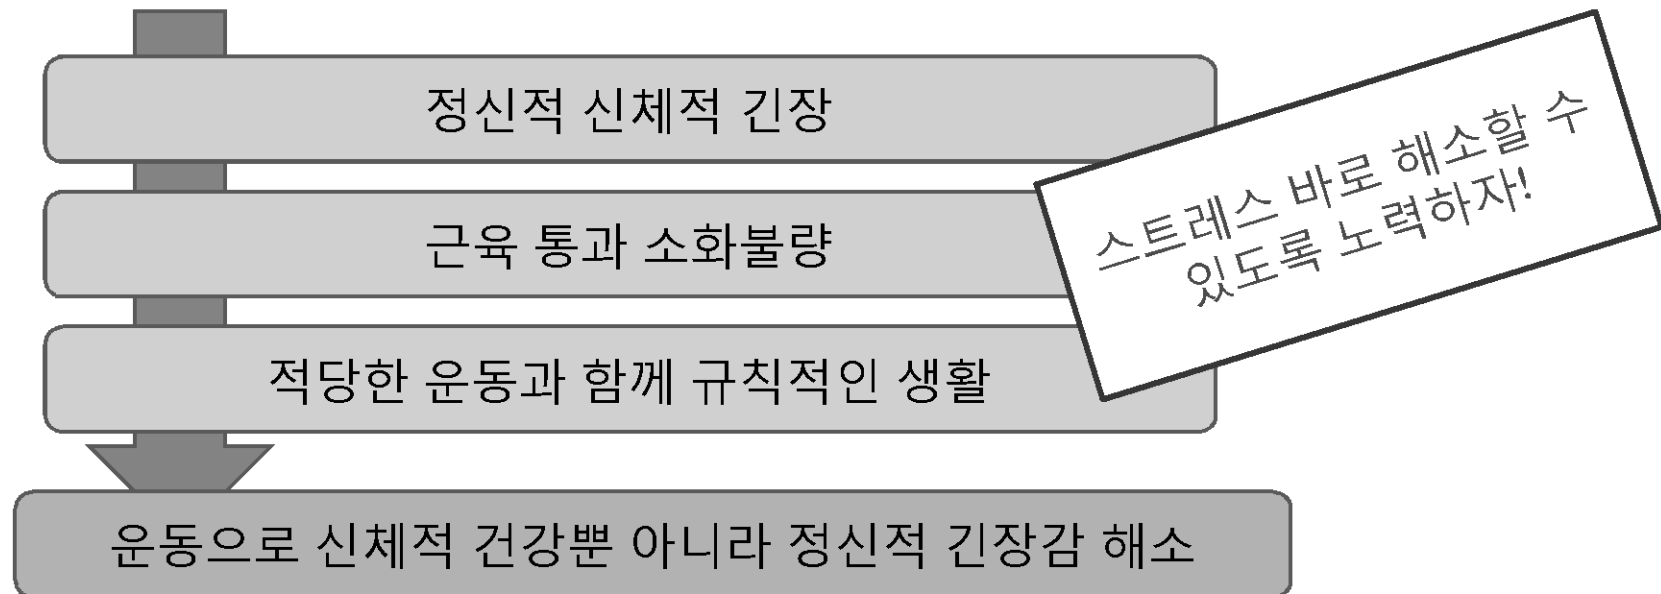 정신적 신체적 긴장
근육 통과 소화불량
적당한 운동과 함께 규칙적인 생활
운동으로 신체적 건강뿐 아니라 정신적 긴장감 해소
스트레스 바로 해소할 수
있도록 노력하자!